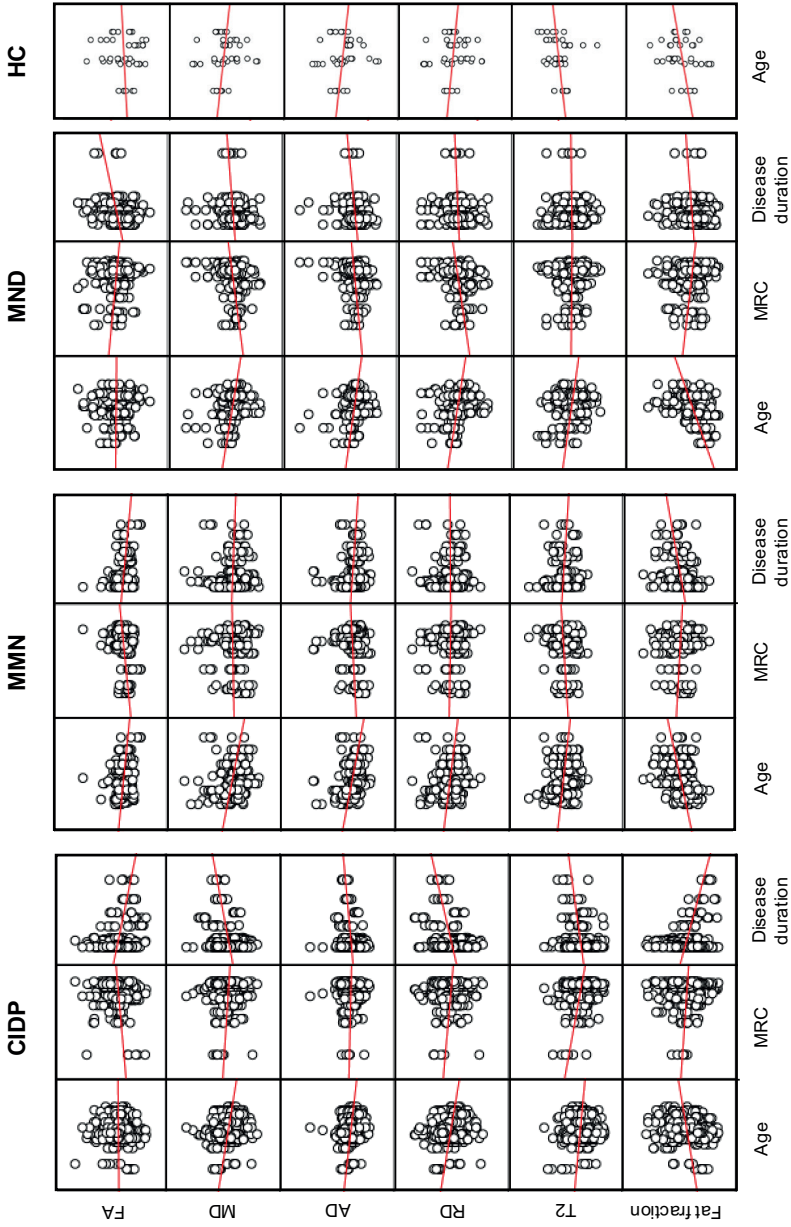 CIDP
MMN
MND
HC
FA
MD
AD
RD
T2
Fat fraction
Age
MRC
Disease
duration
Age
MRC
Disease
duration
Age
MRC
Disease
duration
Age